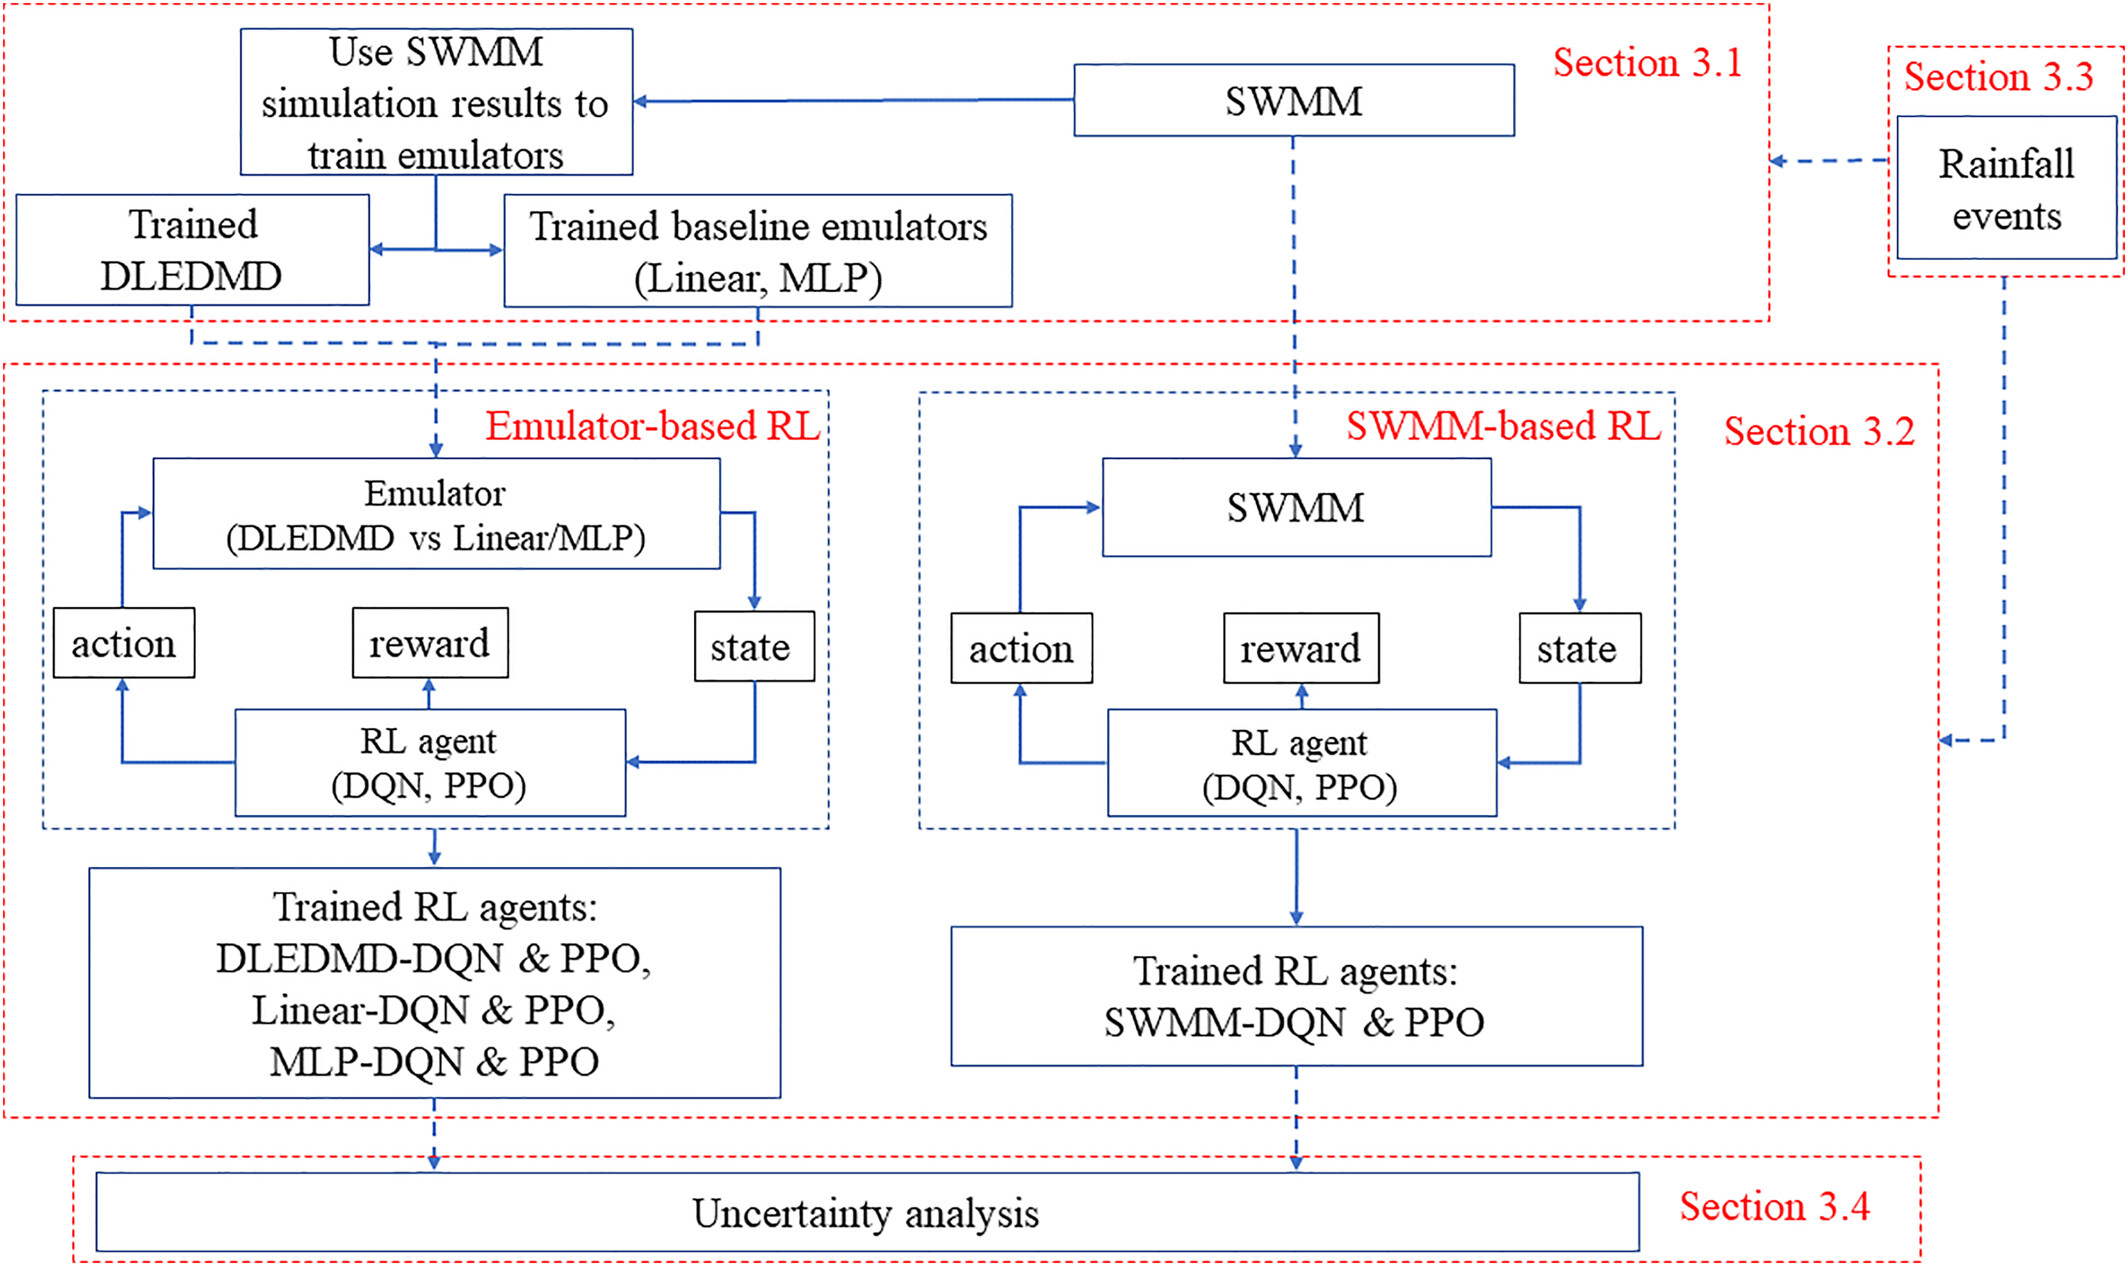 Use SWMM
simulation results to
train emulators
SWMM
Section 3.1
Section 3.3
Rainfall
events
Trained
DLEDMD
Trained baseline emulators
(Linear, MLP)
Emulator-based RL
Emulator
(DLEDMD vs Linear/MLP)
action
reward
state
RL agent
(DQN, PPO)
SWMM-based RL
Section 3.2
SWMM
action
reward
state
RL agent
(DQN, PPO)
Trained RL agents:
DLEDMD-DQN & PPO,
Linear-DQN & PPO,
MLP-DQN & PPO
Trained RL agents:
SWMM-DQN & PPO
Uncertainty analysis
Section 3.4